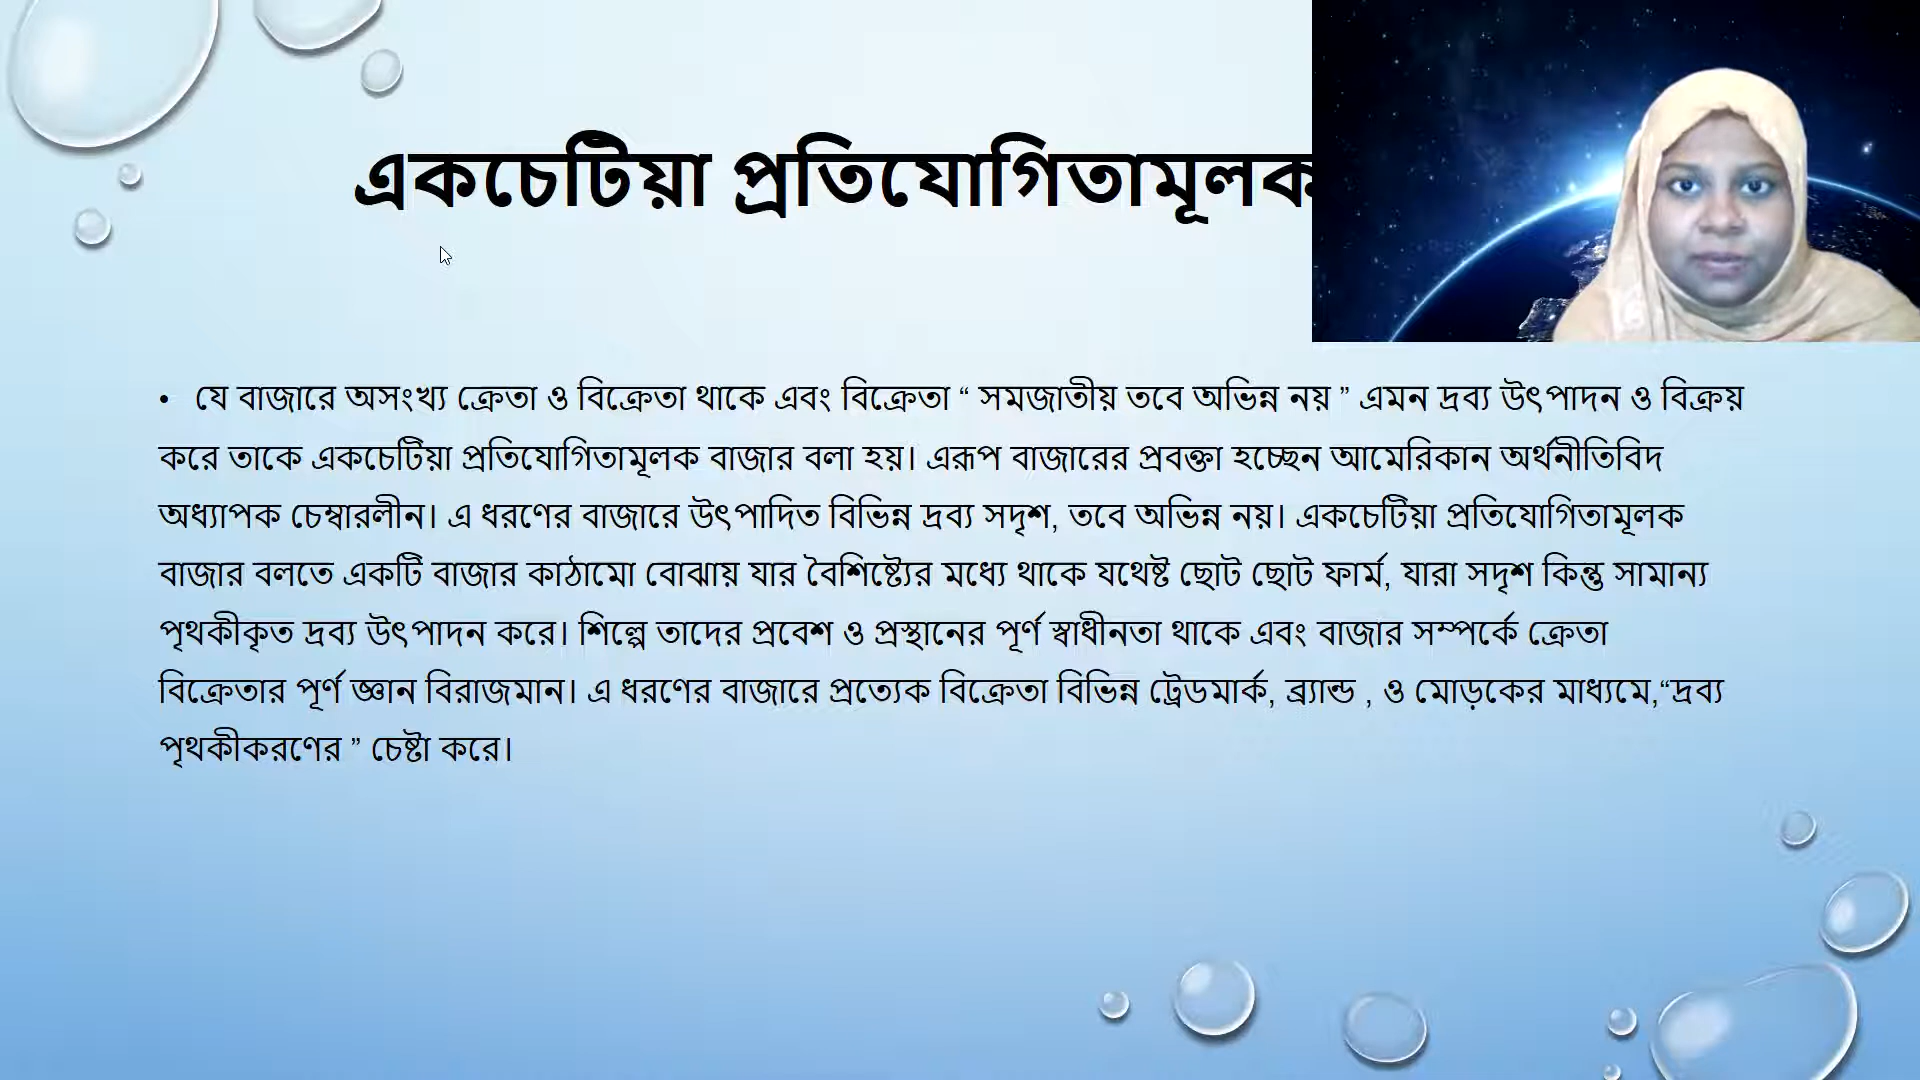 একচেটিয়া প্রতিযোগিতামূলক
• যে বাজারে অসংখ্য ক্রেতা ও বিক্রেতা থাকে এবং বিক্রেতা “ সমজাতীয় তবে অভিন্ন নয় ” এমন দ্রব্য উৎপাদন ও বিক্রয়
করে তাকে একচেটিয়া প্রতিযোগিতামূলক বাজার বলা হয়। এরূপ বাজারের প্রবক্তা হচ্ছেন আমেরিকান অর্থনীতিবিদ
অধ্যাপক চেম্বারলীন। এ ধরণের বাজারে উৎপাদিত বিভিন্ন দ্রব্য সদৃশ, তবে অভিন্ন নয়। একচেটিয়া প্রতিযোগিতামূলক
বাজার বলতে একটি বাজার কাঠামো বোঝায় যার বৈশিষ্ট্যের মধ্যে থাকে যথেষ্ট ছোট ছোট ফার্ম, যারা সদৃশ কিন্তু সামান্য
পৃথকীকৃত দ্রব্য উৎপাদন করে। শিল্পে তাদের প্রবেশ ও প্রস্থানের পূর্ণ স্বাধীনতা থাকে এবং বাজার সম্পর্কে ক্রেতা
বিক্রেতার পূর্ণ জ্ঞান বিরাজমান। এ ধরণের বাজারে প্রত্যেক বিক্রেতা বিভিন্ন ট্রেডমার্ক, ব্র্যান্ড , ও মোড়কের মাধ্যমে,“দ্রব্য
পৃথকীকরণের ” চেষ্টা করে।